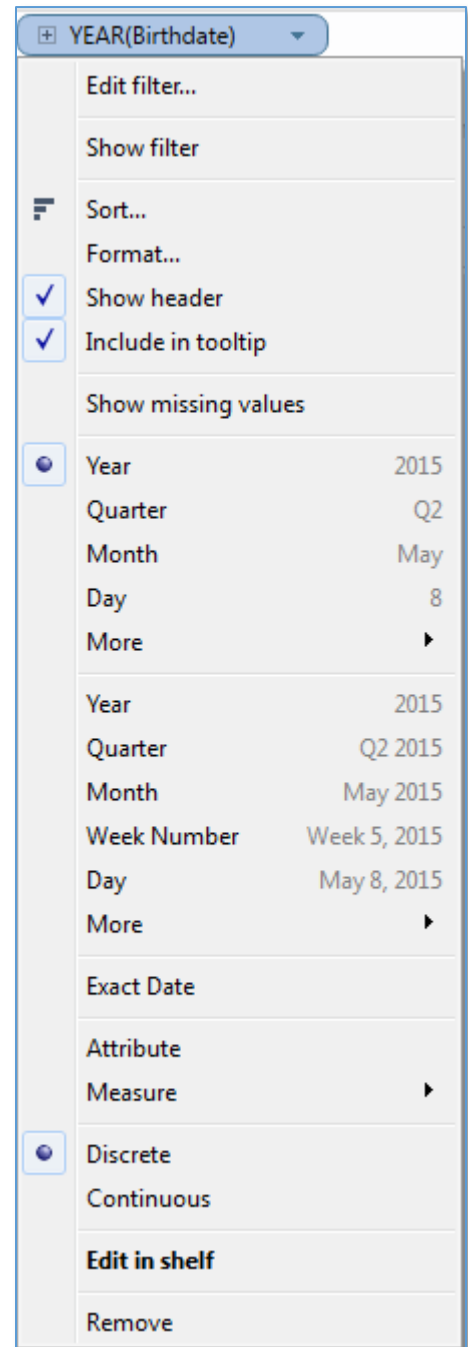 YEAR(Birthdate)
Edit filter...
Show filter
Sort...
Format...
Show header
Include in tooltip
Show missing values
Year 2015
Quarter Q2
Month May
Day 8
More
Year 2015
Quarter Q2 2015
Month May 2015
Week Number Week 5, 2015
Day May 8, 2015
More
Exact Date
Attribute
Measure
Discrete
Continuous
Edit in shelf
Remove